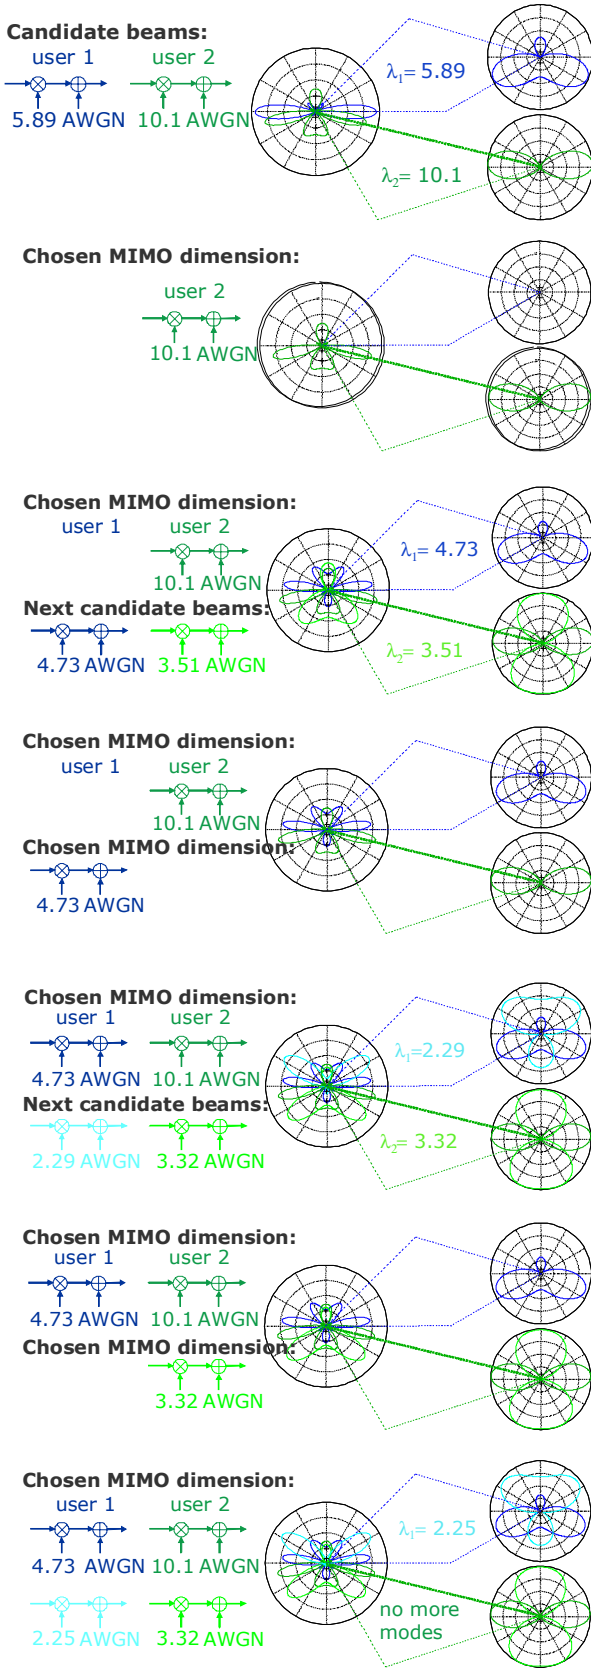 Candidate beams:
user 1 user 2
5.89 AWGN 10.1 AWGN
λ1= 5.89
λ2= 10.1
Chosen MIMO dimension:
user 2
10.1 AWGN
Chosen MIMO dimension:
user 1 user 2
10.1 AWGN
λ1= 4.73
Next candidate beams:
4.73 AWGN 3.51 AWGN
λ2= 3.51
Chosen MIMO dimension:
user 1 user 2
10.1 AWGN
Chosen MIMO dimension:
4.73 AWGN
Chosen MIMO dimension:
user 1 user 2
4.73 AWGN 10.1 AWGN
λ1=2.29
Next candidate beams:
2.29 AWGN 3.32 AWGN
λ2= 3.32
Chosen MIMO dimension:
user 1 user 2
4.73 AWGN 10.1 AWGN
Chosen MIMO dimension:
3.32 AWGN
Chosen MIMO dimension:
user 1 user 2
4.73 AWGN 10.1 AWGN
λ1= 2.25
2.25 AWGN 3.32 AWGN
no more
modes